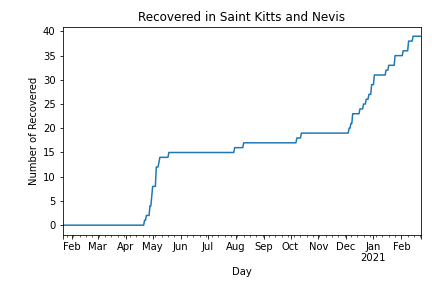 Recovered in Saint Kitts and Nevis
40
35
30
25
20
15
10
5
0
Number of Recovered
Feb Mar Apr May Jun Jul Aug Sep Oct Nov Dec Jan Feb
2021
Day